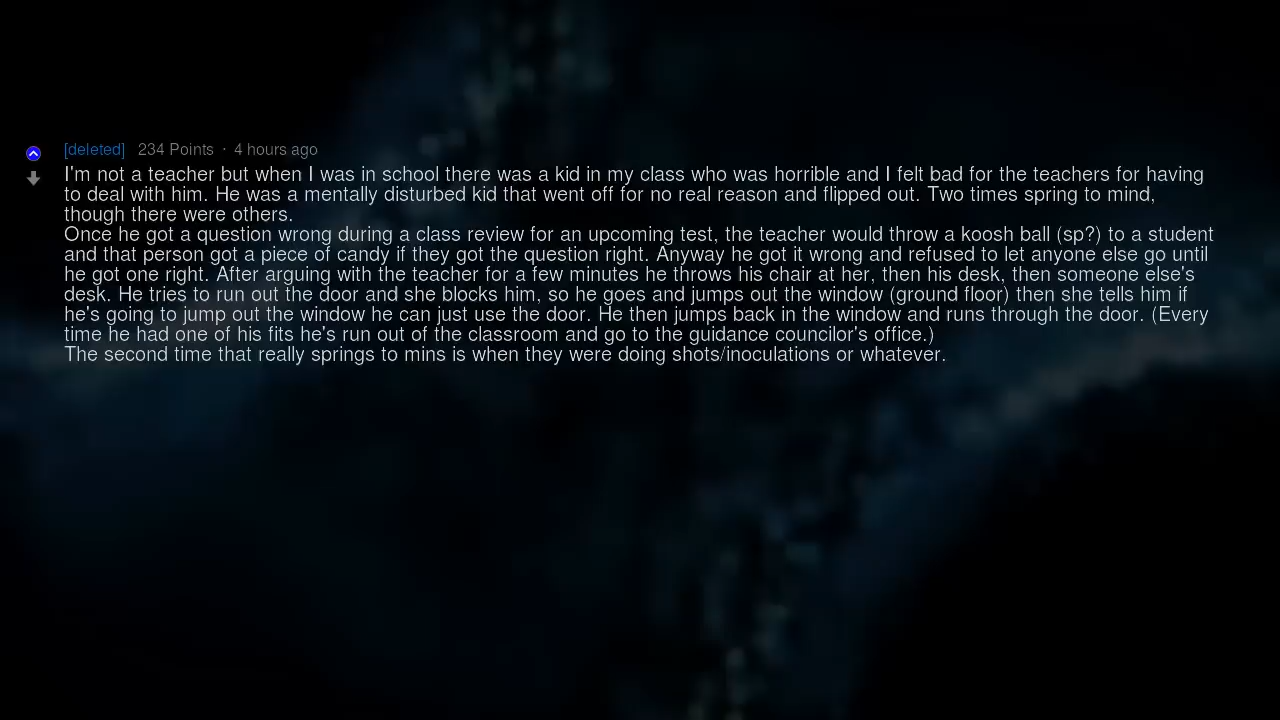 [deleted] 234 Points · 4 hours ago
I'm not a teacher but when I was in school there was a kid in my class who was horrible and I felt bad for the teachers for having
to deal with him. He was a mentally disturbed kid that went off for no real reason and flipped out. Two times spring to mind,
though there were others.
Once he got a question wrong during a class review for an upcoming test, the teacher would throw a koosh ball (sp?) to a student
and that person got a piece of candy if they got the question right. Anyway he got it wrong and refused to let anyone else go until
he got one right. After arguing with the teacher for a few minutes he throws his chair at her, then his desk, then someone else's
desk. He tries to run out the door and she blocks him, so he goes and jumps out the window (ground floor) then she tells him if
he's going to jump out the window he can just use the door. He then jumps back in the window and runs through the door. (Every
time he had one of his fits he's run out of the classroom and go to the guidance councilor's office.)
The second time that really springs to mins is when they were doing shots/inoculations or whatever.